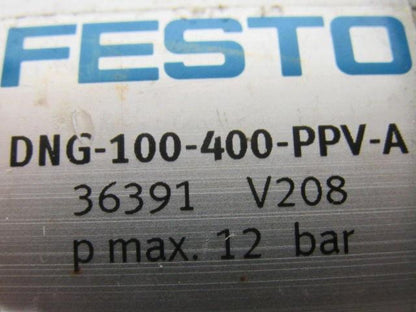 FESTO
DNG-100-400-PPV-A
36391 V208
p max. 12 bar